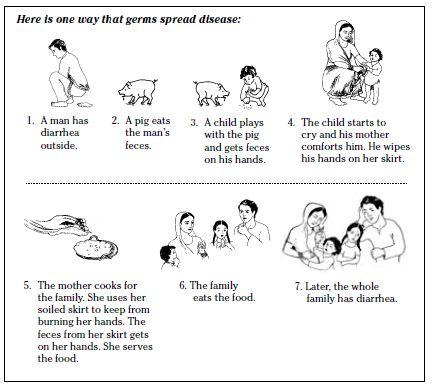 Here is one way that germs spread disease:
1. A man has
diarrhea
outside.
2. A pig eats
the man's
feces.
3. A child plays
with the pig
and gets feces
on his hands.
4. The child starts to
cry and his mother
comforts him. He wipes
his hands on her skirt.
5. The mother cooks for
the family. She uses her
soiled skirt to keep from
burning her hands. The
feces from her skirt gets
on her hands. She serves
the food.
6. The family
eats the food.
7. Later, the whole
family has diarrhea.